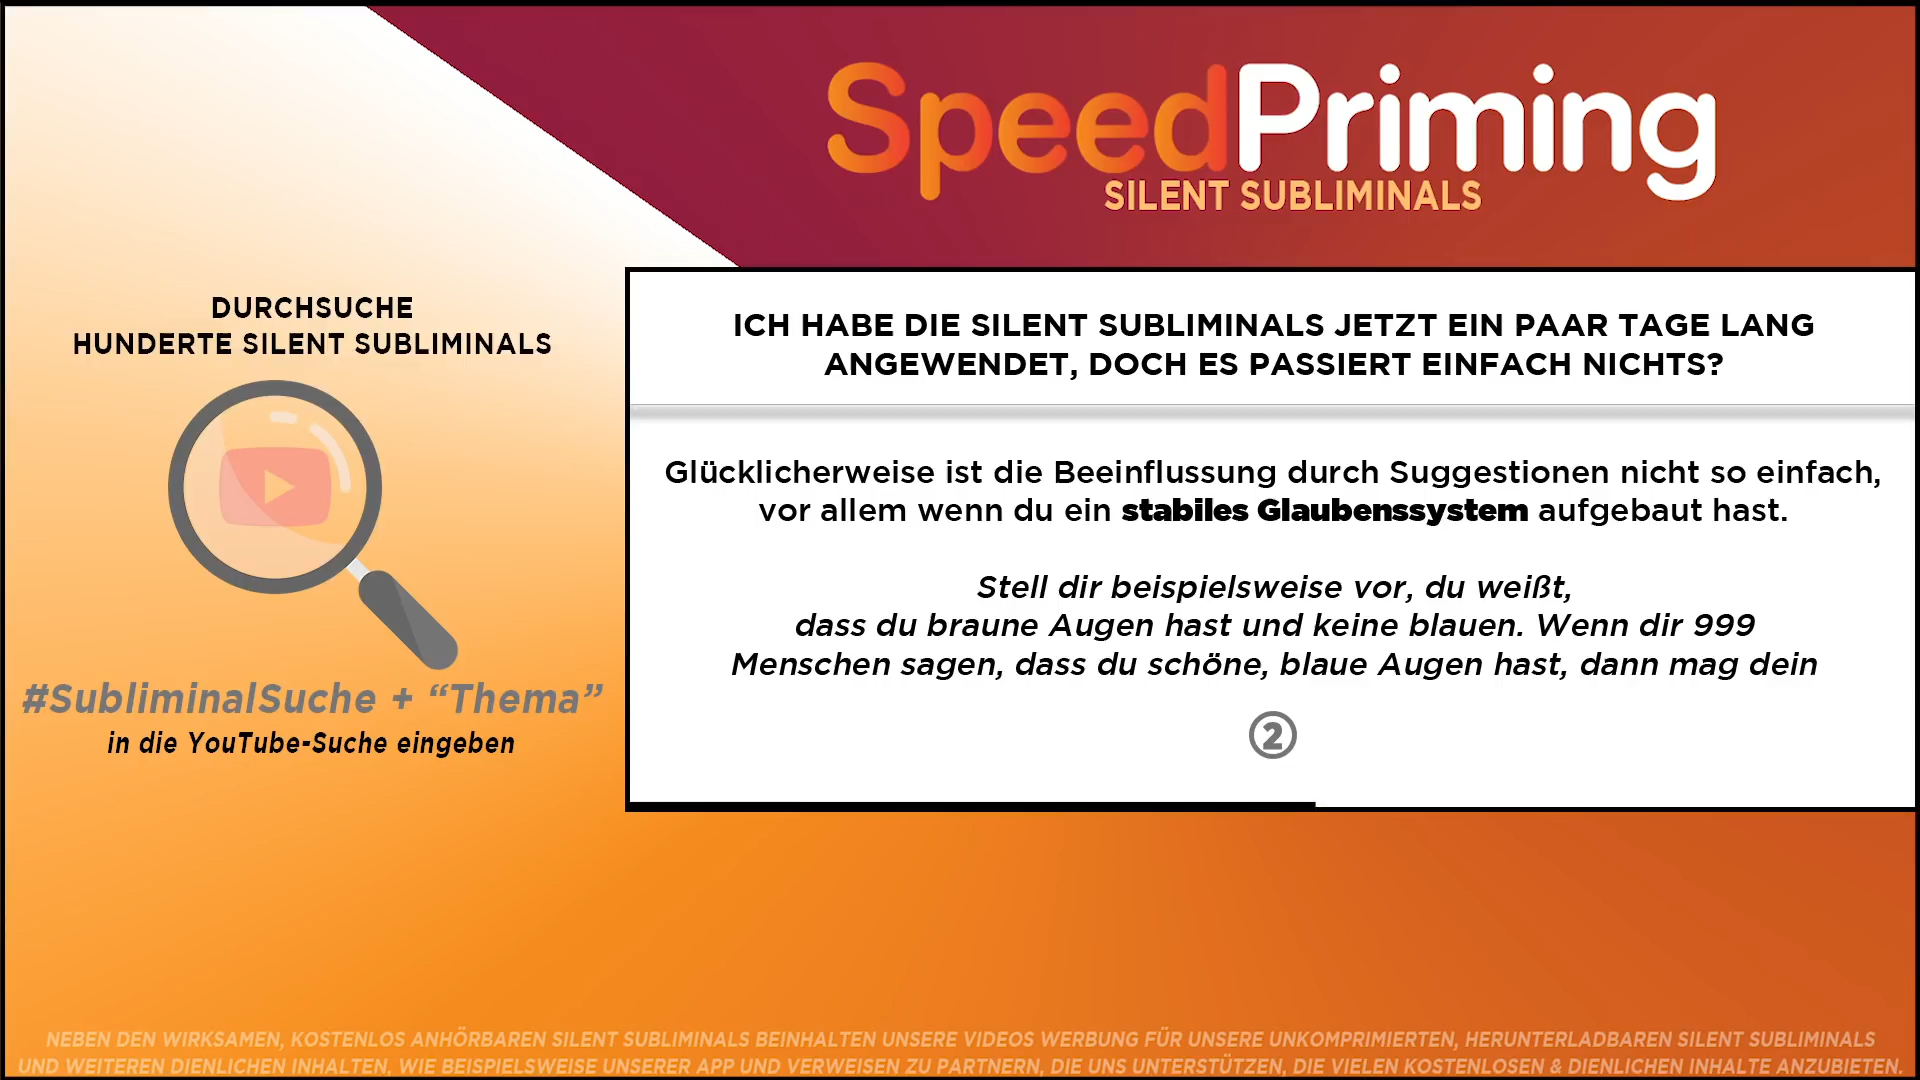 SpeedPriming
SILENT SUBLIMINALS
DURCHSUCHE
HUNDERTE SILENT SUBLIMINALS
#SubliminalSuche + “Thema”
in die YouTube-Suche eingeben
ICH HABE DIE SILENT SUBLIMINALS JETZT EIN PAAR TAGE LANG
ANGEWENDET, DOCH ES PASSIERT EINFACH NICHTS?
Glücklicherweise ist die Beeinflussung durch Suggestionen nicht so einfach,
vor allem wenn du ein stabiles Glaubenssystem aufgebaut hast.
Stell dir beispielsweise vor, du weißt,
dass du braune Augen hast und keine blauen. Wenn dir 999
Menschen sagen, dass du schöne, blaue Augen hast, dann mag dein
2
NEBEN DEN WIRKSAMEN, KOSTENLOS ANHÖRBAREN SILENT SUBLIMINALS BEINHALTEN UNSERE VIDEOS WERBUNG FÜR UNSERE UNKOMPRIMIERTEN, HERUNTERLADBAREN SILENT SUBLIMINALS
UND WEITEREN DIENLICHEN INHALTEN, WIE BEISPIELSWEISE UNSERER APP UND VERWEISEN ZU PARTNERN, DIE UNS UNTERSTÜTZEN, DIE VIELEN KOSTENLOSEN & DIENLICHEN INHALTE ANZUBIETEN.